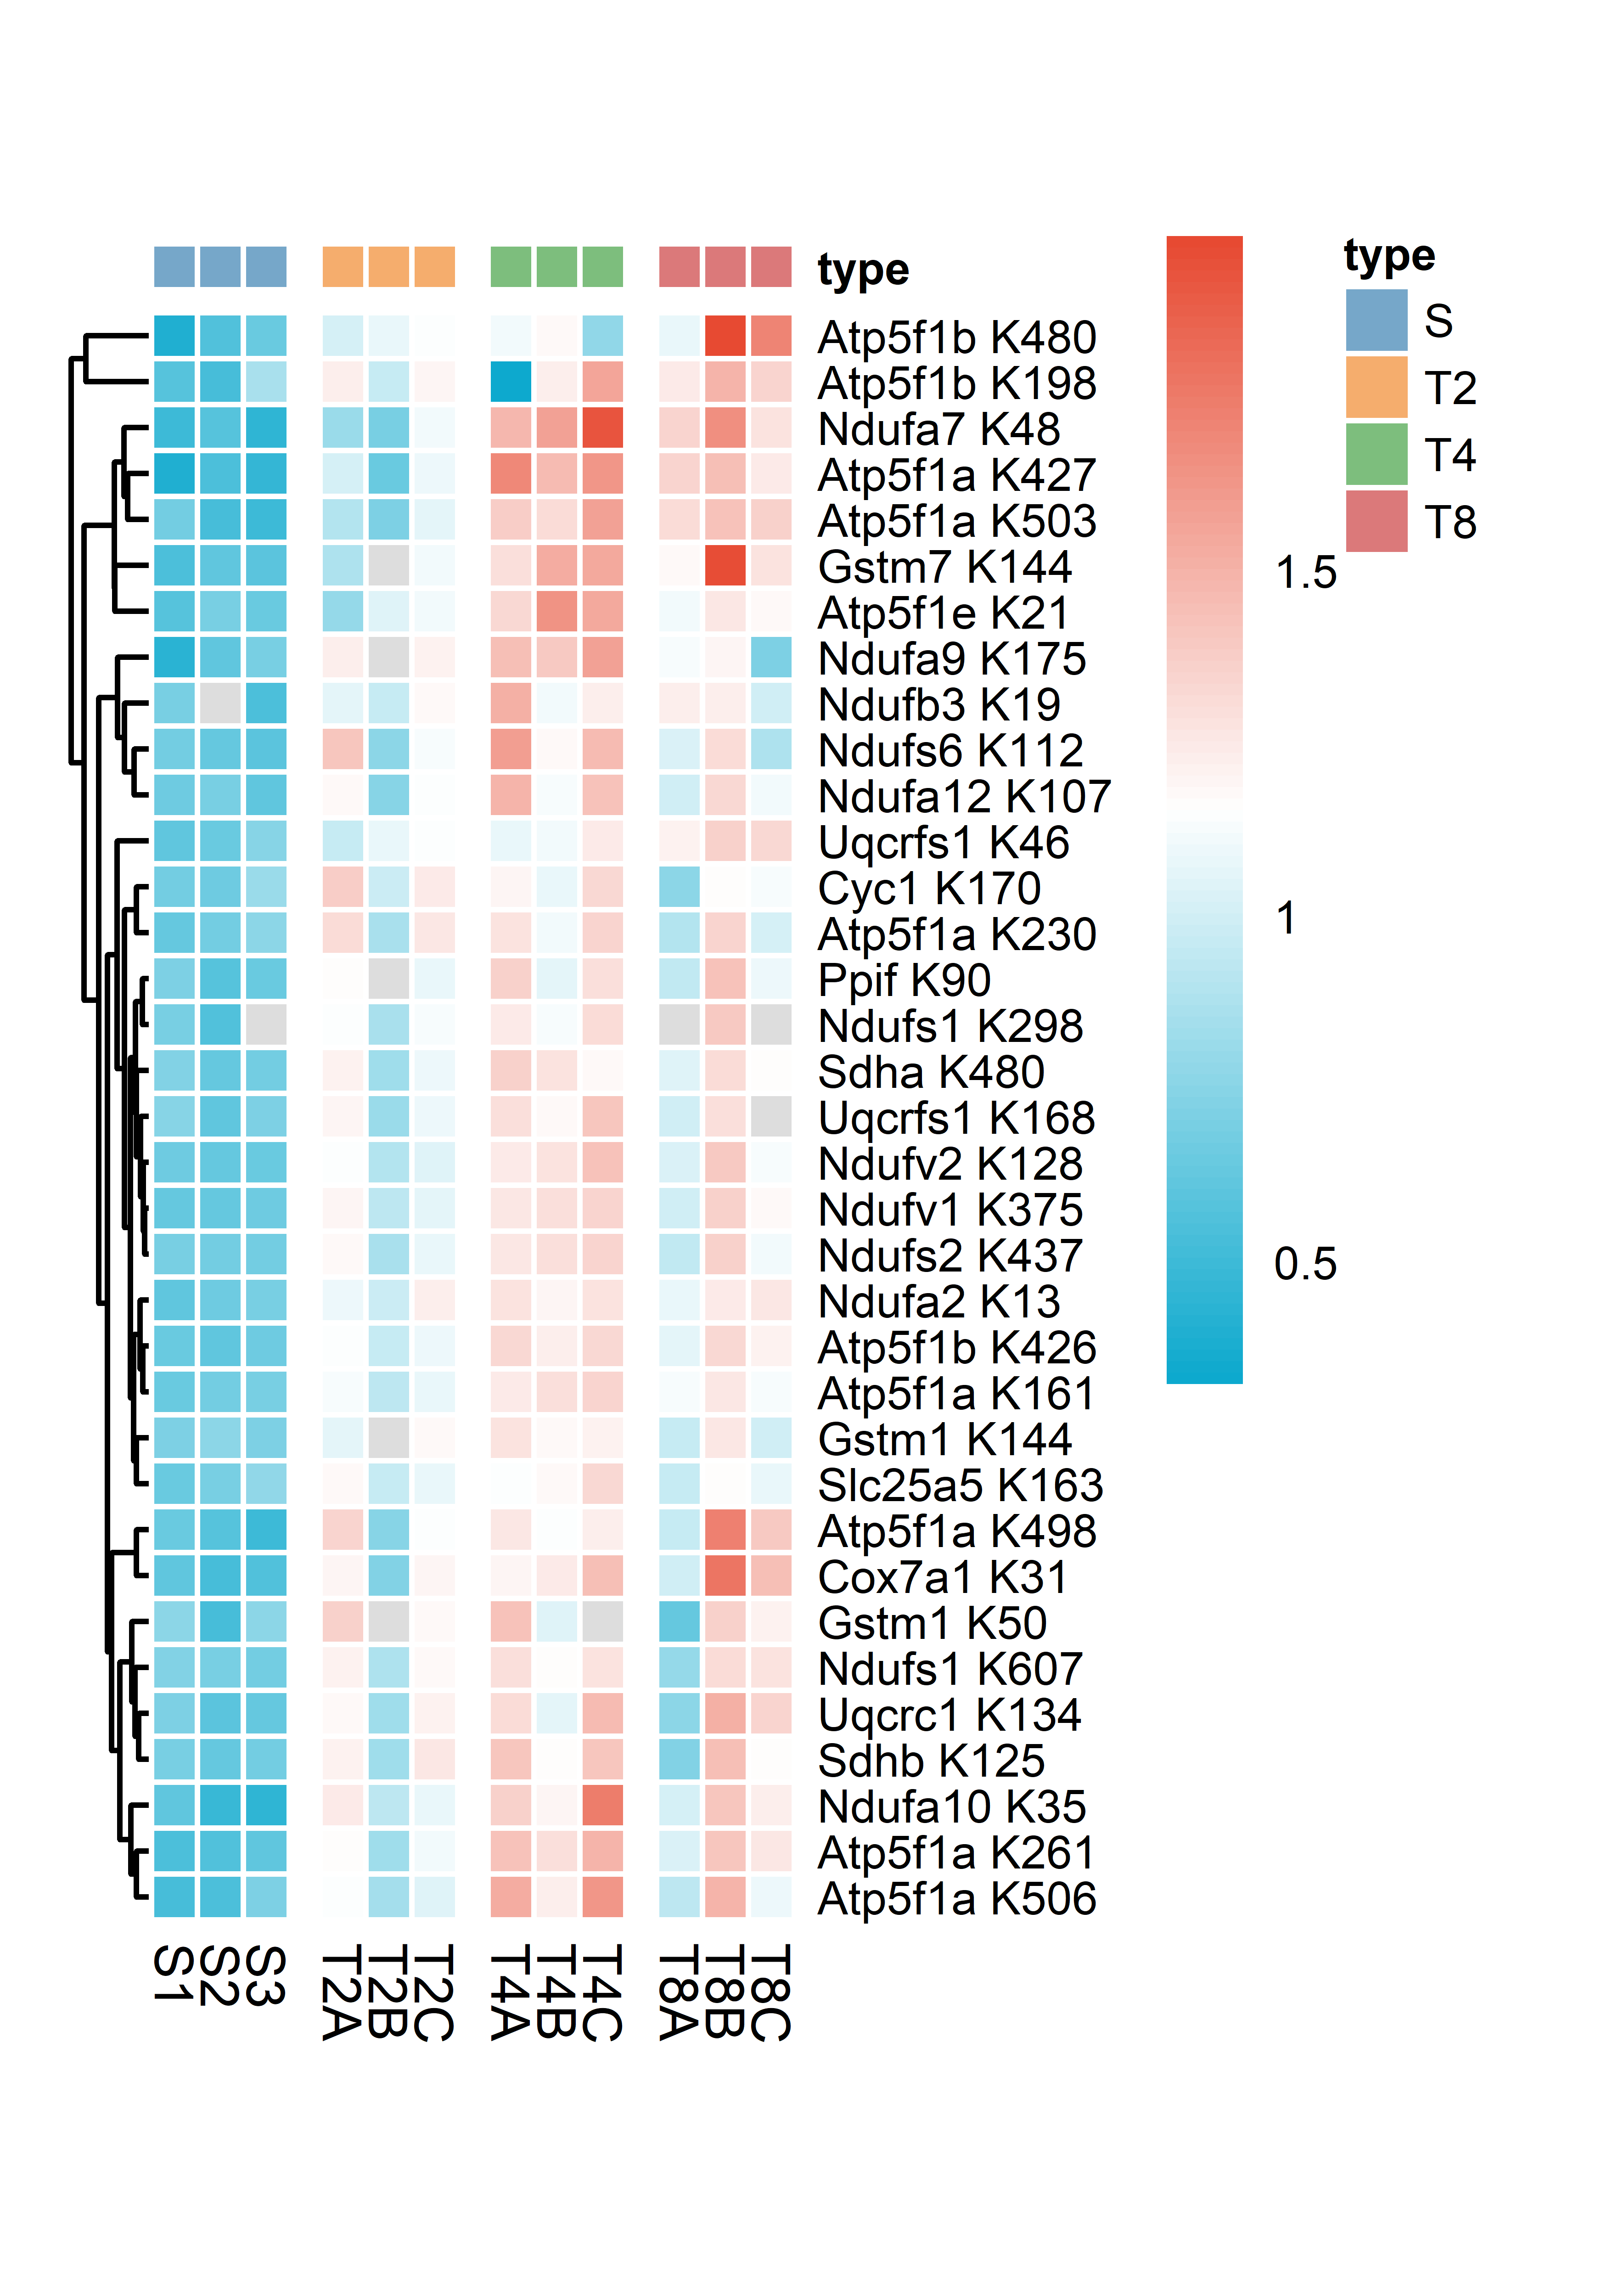 type
Atp5f1b K480
Atp5f1b K198
Ndufa7 K48
Atp5f1a K427
Atp5f1a K503
Gstm7 K144
Atp5f1e K21
Ndufa9 K175
Ndufb3 K19
Ndufs6 K112
Ndufa12 K107
Uqcrfs1 K46
Cyc1 K170
Atp5f1a K230
Ppif K90
Ndufs1 K298
Sdha K480
Uqcrfs1 K168
Ndufv2 K128
Ndufv1 K375
Ndufs2 K437
Ndufa2 K13
Atp5f1b K426
Atp5f1a K161
Gstm1 K144
Slc25a5 K163
Atp5f1a K498
Cox7a1 K31
Gstm1 K50
Ndufs1 K607
Uqcrc1 K134
Sdhb K125
Ndufa10 K35
Atp5f1a K261
Atp5f1a K506
S1
S2
S3
T2A
T2B
T2C
T4A
T4B
T4C
T8A
T8B
T8C
1.5
1
0.5
type
S
T2
T4
T8